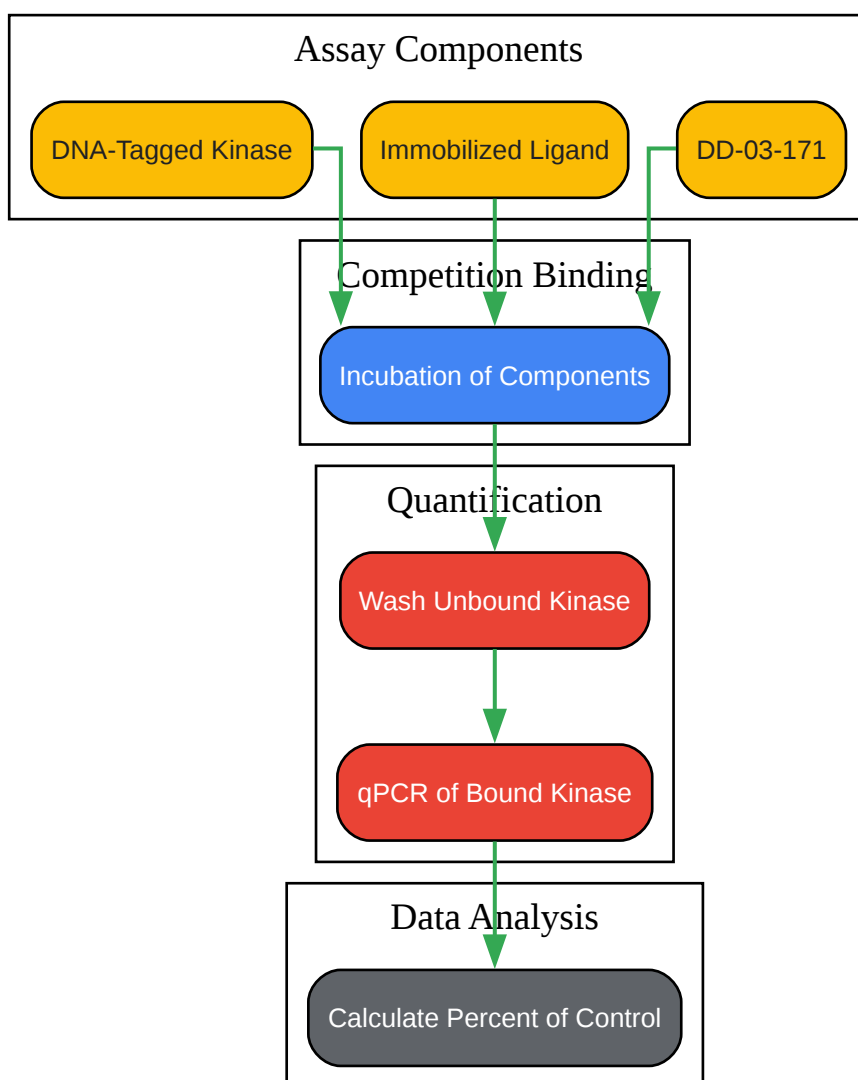 Assay Components
DNA-Tagged Kinase
Immobilized Ligand
DD-03-171
Competition Binding
Incubation of Components
Quantification
Wash Unbound Kinase
qPCR of Bound Kinase
Data Analysis
Calculate Percent of Control